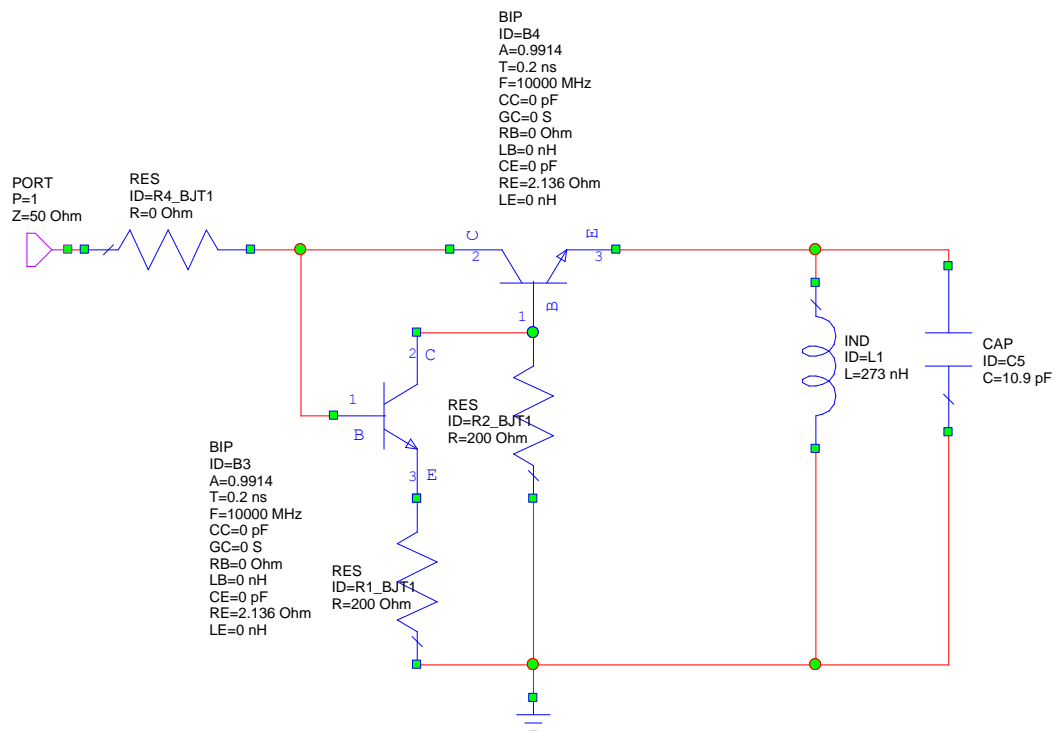 BIP
ID=B4
A=0.9914
T=0.2 ns
F=10000 MHz
CC=0 pF
GC=0 S
RB=0 Ohm
LB=0 nH
CE=0 pF
RE=2.136 Ohm
LE=0 nH
PORT
P=1
Z=50 Ohm
RES
ID=R4_BJT1
R=0 Ohm
C
2
E
3
B
1
2
C
1
B
3
E
RES
ID=R2_BJT1
R=200 Ohm
IND
ID=L1
L=273 nH
CAP
ID=C5
C=10.9 pF
BIP
ID=B3
A=0.9914
T=0.2 ns
F=10000 MHz
CC=0 pF
GC=0 S
RB=0 Ohm
LB=0 nH
CE=0 pF
RE=2.136 Ohm
LE=0 nH
RES
ID=R1_BJT1
R=200 Ohm